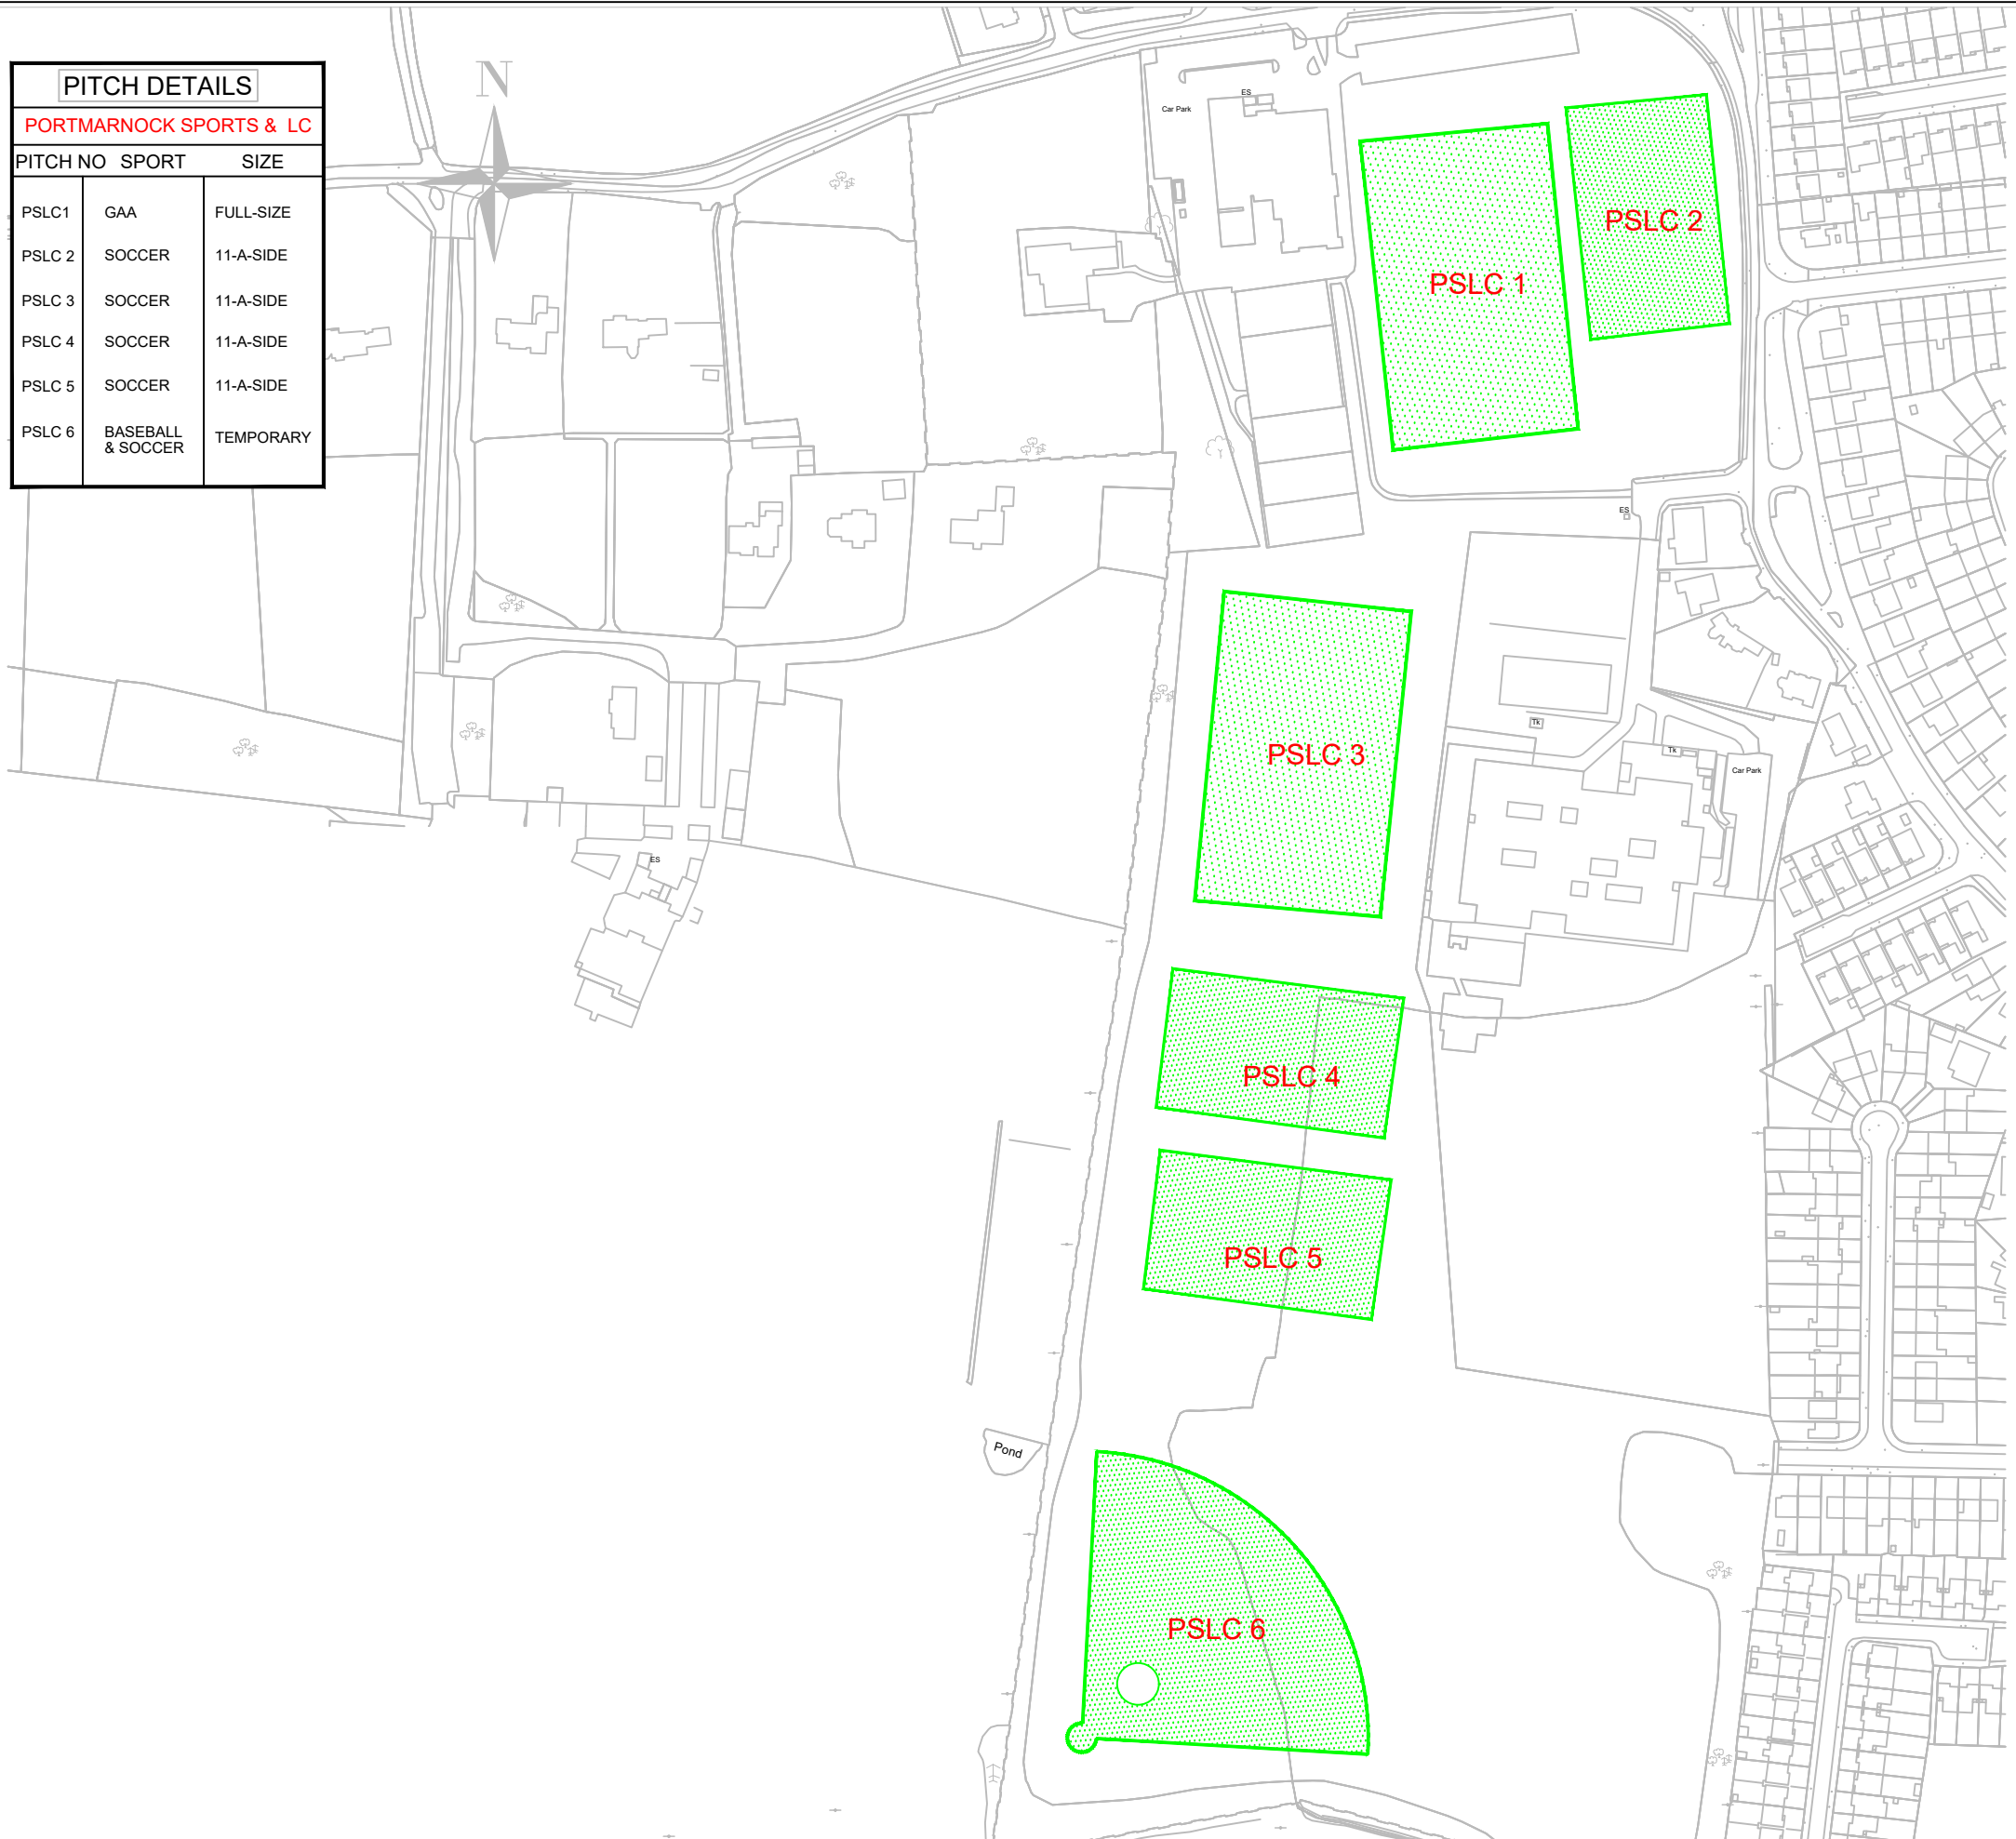 PITCH DETAILS
PORTMARNOCK SPORTS & LC
PITCH NO SPORT SIZE
PSLC1 GAA FULL-SIZE
PSLC 2 SOCCER 11-A-SIDE
PSLC 3 SOCCER 11-A-SIDE
PSLC 4 SOCCER 11-A-SIDE
PSLC 5 SOCCER 11-A-SIDE
PSLC 6 BASEBALL
& SOCCER TEMPORARY
N
Car Park
ES
PSLC 1
PSLC 2
ES
PSLC 3
Tk
Tk
Car Park
ES
PSLC 4
PSLC 5
Pond
PSLC 6